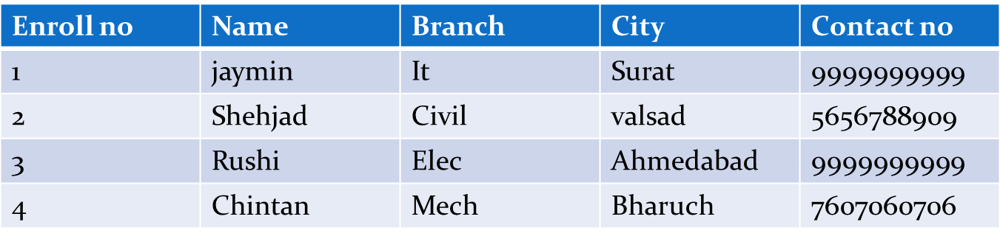 Enroll no Name Branch City Contact no
1 jaymin It Surat 9999999999
2 Shehjad Civil valsad 5656788909
3 Rushi Elec Ahmedabad 9999999999
4 Chintan Mech Bharuch 7607060706